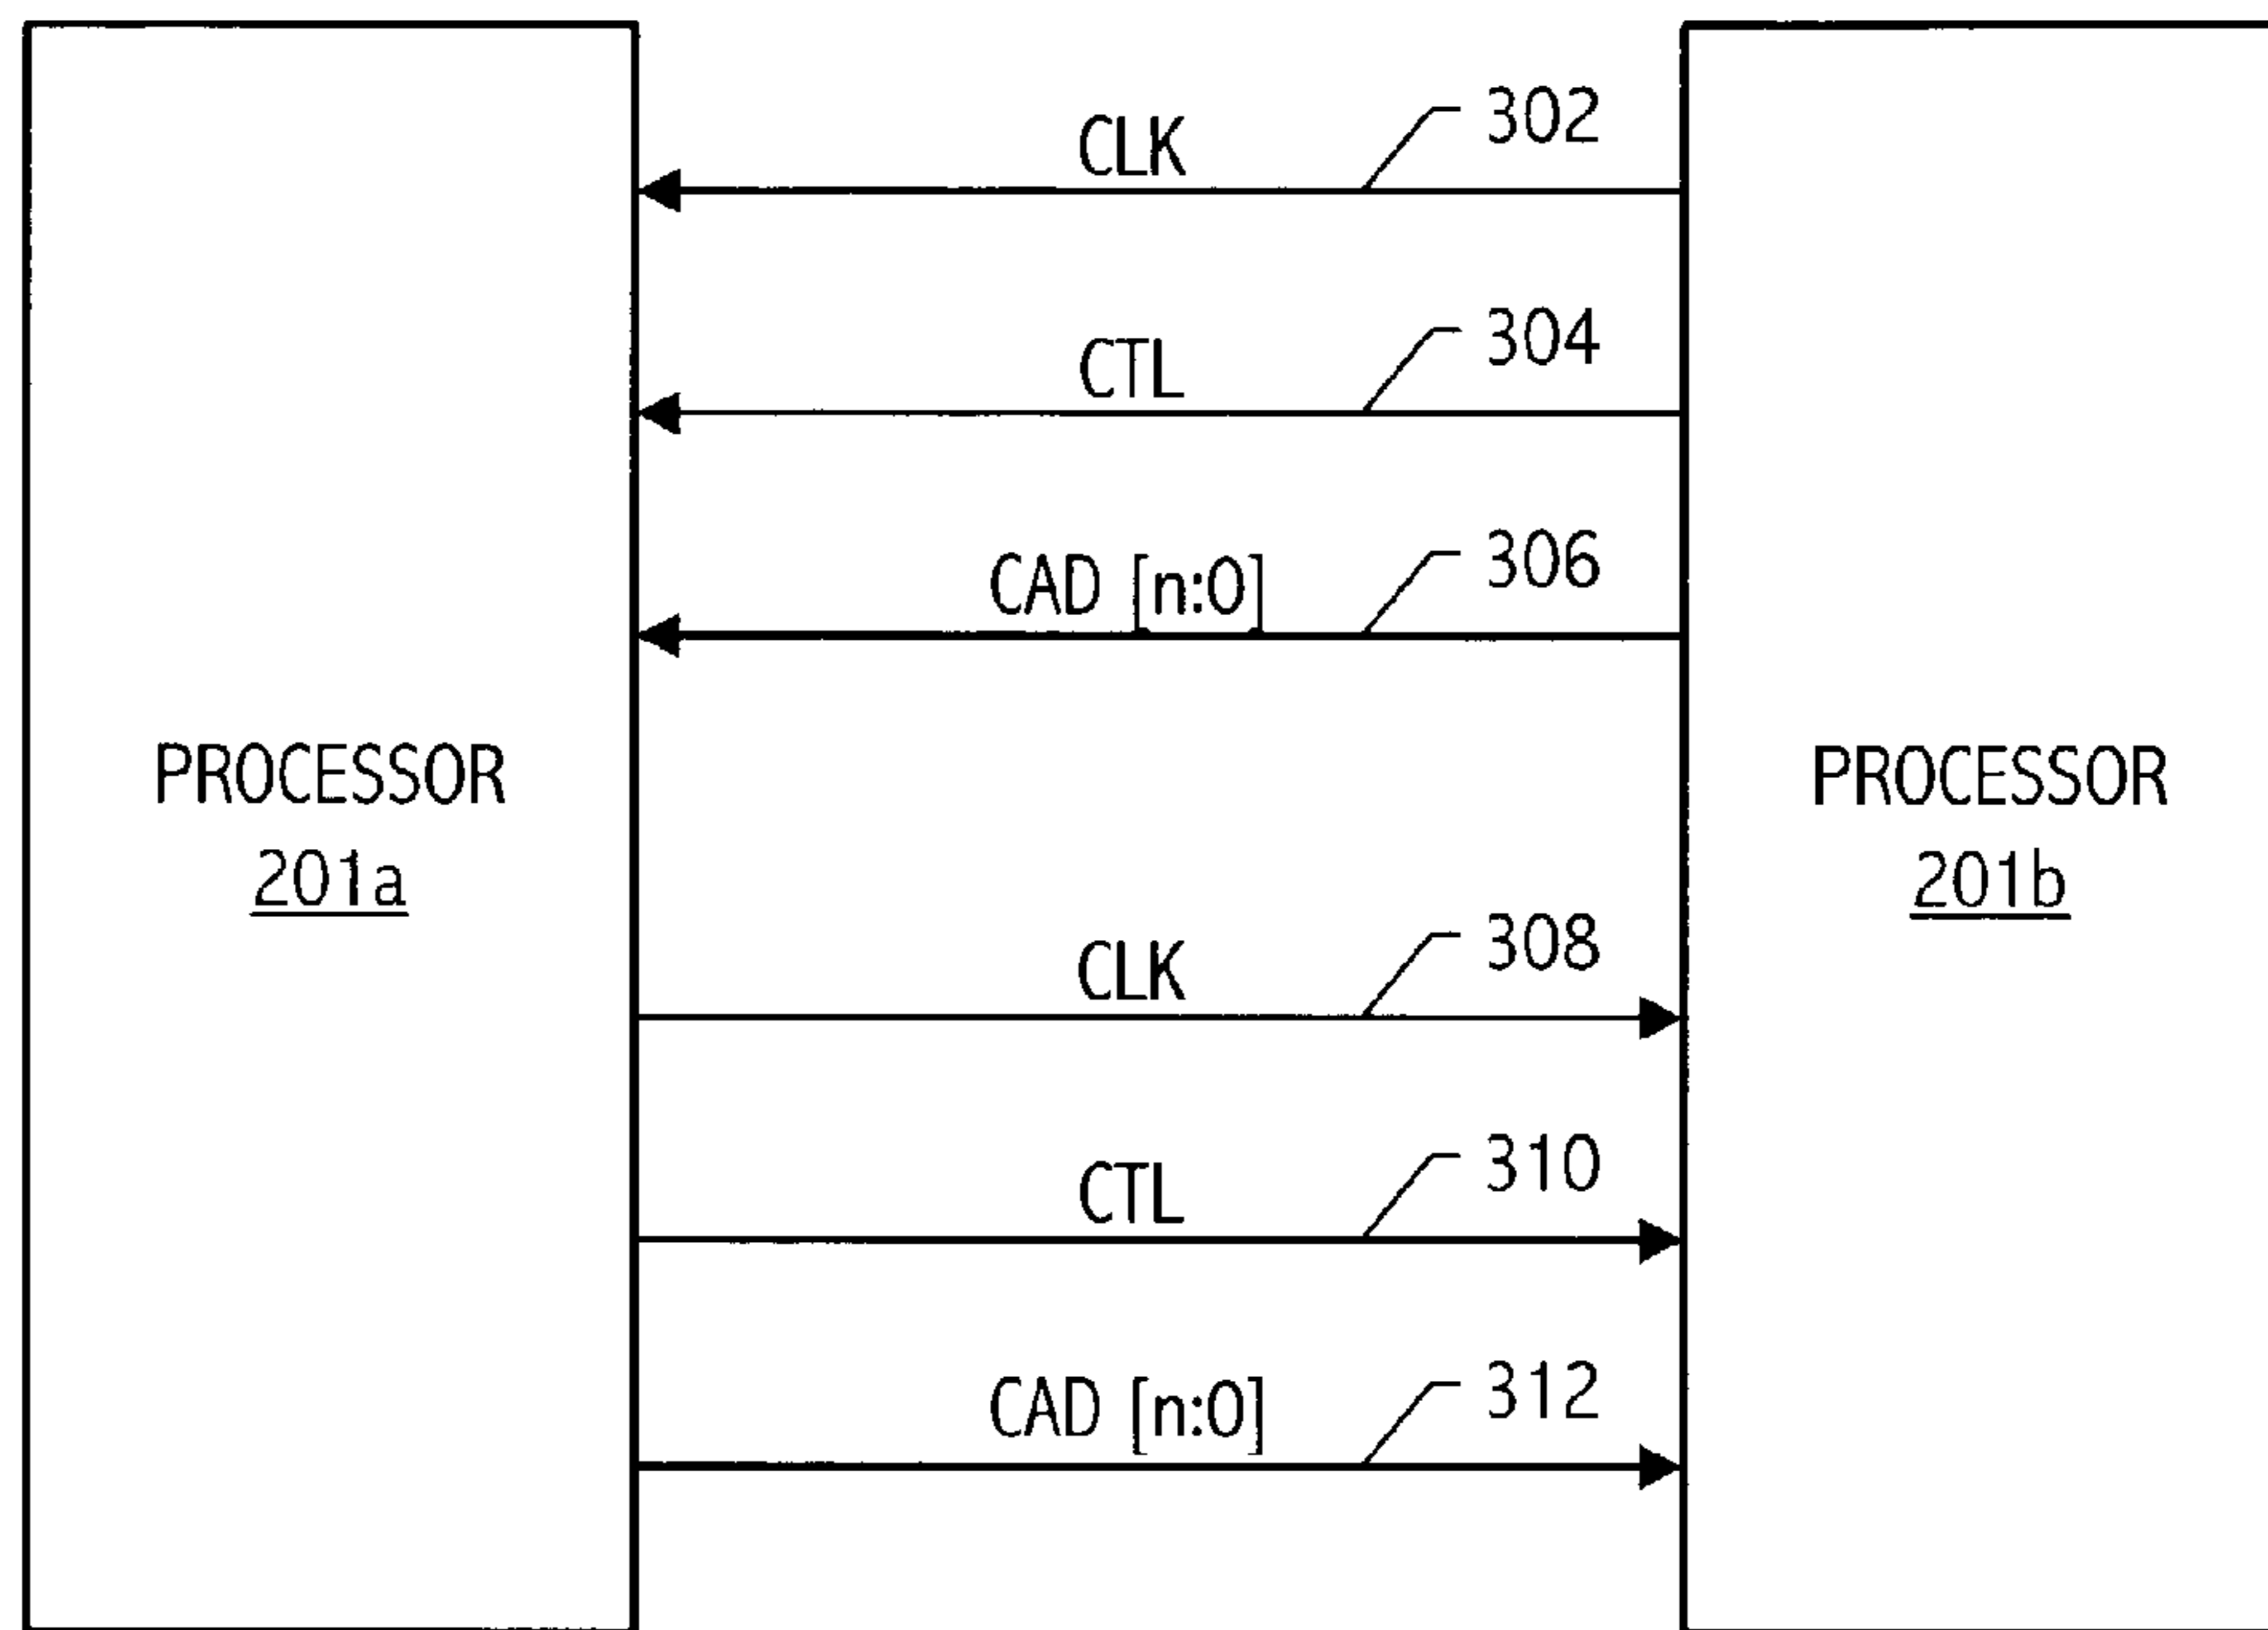 302
CLK
304
CTL
306
CAD [n:0]
PROCESSOR
201a
PROCESSOR
201b
308
CLK
310
CTL
312
CAD [n:0]